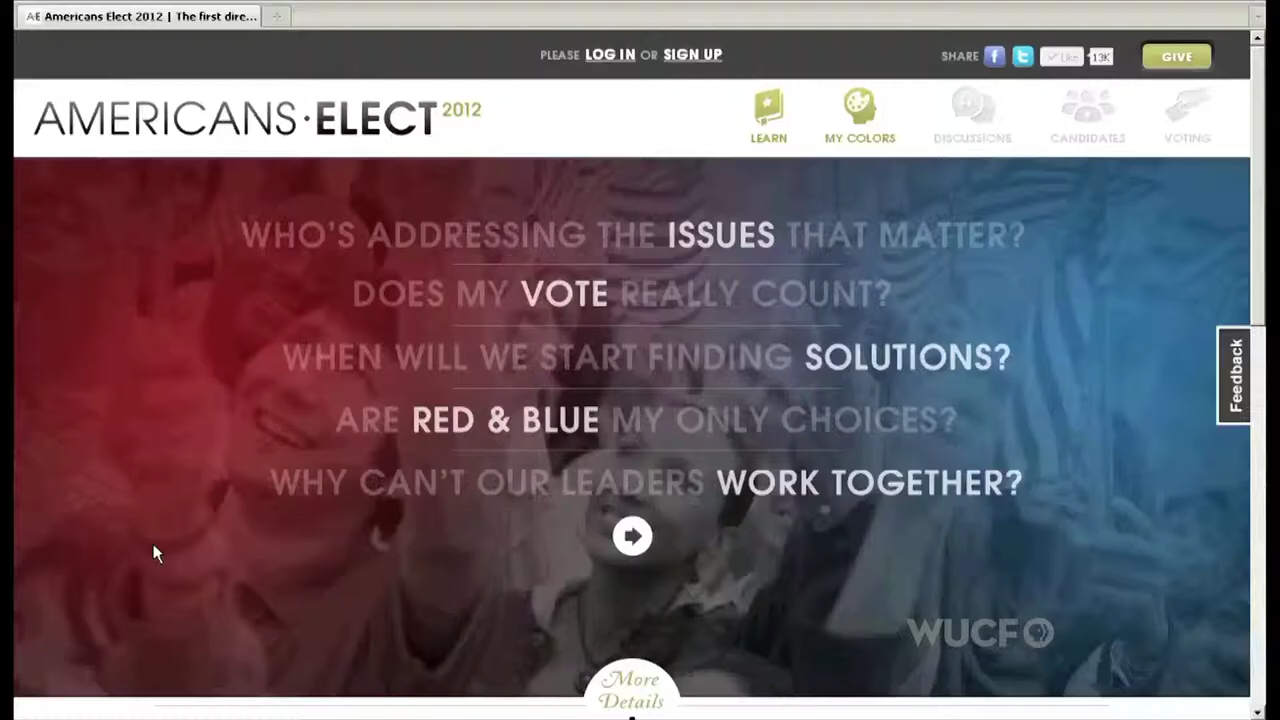 AE Americans Elect 2012 | The first dire...
PLEASE LOG IN OR SIGN UP
SHARE
Like
13K
GIVE
AMERICANS·ELECT 2012
LEARN
MY COLORS
DISCUSSIONS
CANDIDATES
VOTING
WHO'S ADDRESSING THE ISSUES THAT MATTER?
DOES MY VOTE REALLY COUNT?
WHEN WILL WE START FINDING SOLUTIONS?
ARE RED & BLUE MY ONLY CHOICES?
WHY CAN'T OUR LEADERS WORK TOGETHER?
Feedback
WUCF
More
Details